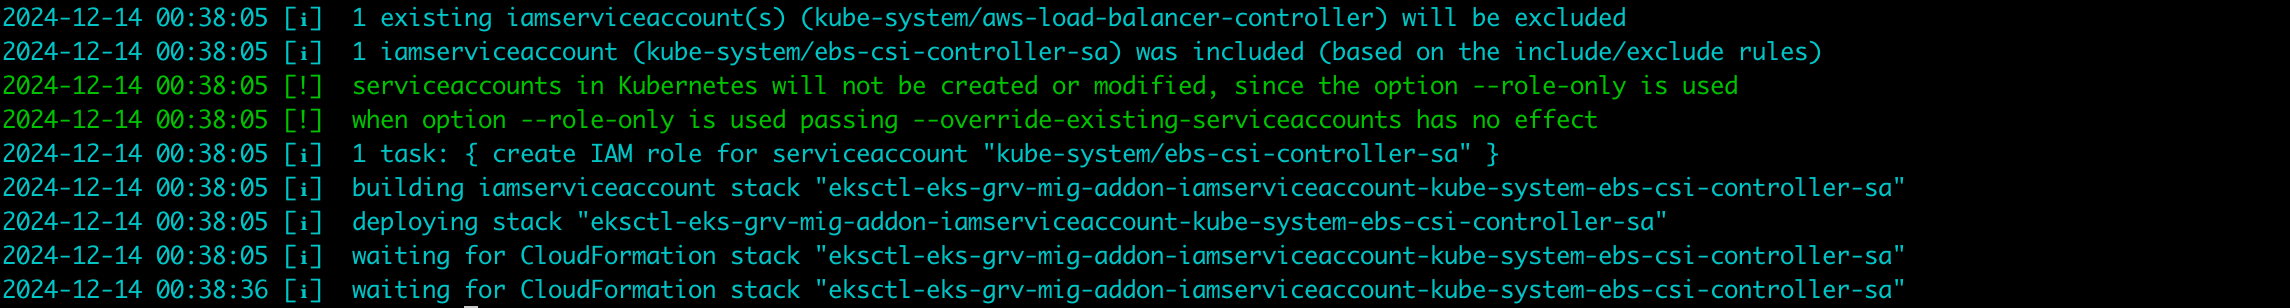 2024-12-14 00:38:05 [ℹ]  1 existing iamserviceaccount(s) (kube-system/aws-load-balancer-controller) will be excluded
2024-12-14 00:38:05 [ℹ]  1 iamserviceaccount (kube-system/ebs-csi-controller-sa) was included (based on the include/exclude rules)
2024-12-14 00:38:05 [!]  serviceaccounts in Kubernetes will not be created or modified, since the option --role-only is used
2024-12-14 00:38:05 [!]  when option --role-only is used passing --override-existing-serviceaccounts has no effect
2024-12-14 00:38:05 [ℹ]  1 task: { create IAM role for serviceaccount "kube-system/ebs-csi-controller-sa" }
2024-12-14 00:38:05 [ℹ]  building iamserviceaccount stack "eksctl-eks-grv-mig-addon-iamserviceaccount-kube-system-ebs-csi-controller-sa"
2024-12-14 00:38:05 [ℹ]  deploying stack "eksctl-eks-grv-mig-addon-iamserviceaccount-kube-system-ebs-csi-controller-sa"
2024-12-14 00:38:05 [ℹ]  waiting for CloudFormation stack "eksctl-eks-grv-mig-addon-iamserviceaccount-kube-system-ebs-csi-controller-sa"
2024-12-14 00:38:36 [ℹ]  waiting for CloudFormation stack "eksctl-eks-grv-mig-addon-iamserviceaccount-kube-system-ebs-csi-controller-sa"